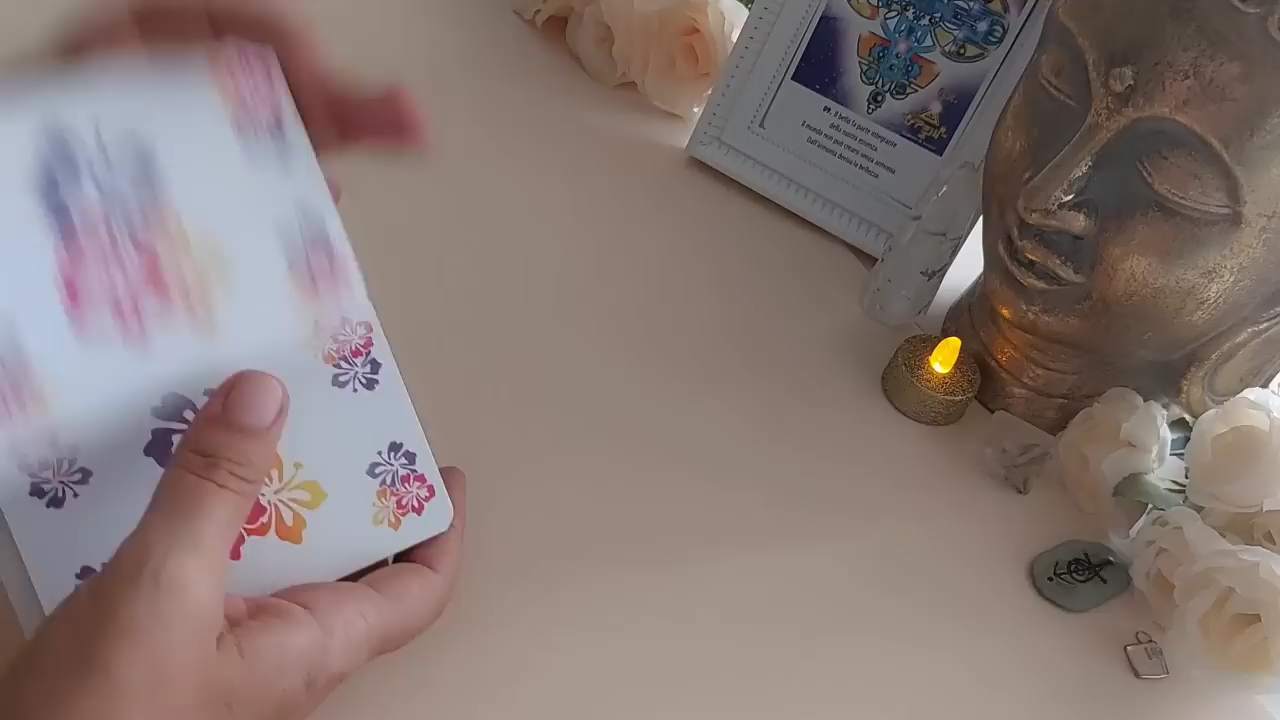 09. Il bello fa parte integrante
della nostra essenza.
Il mondo non può crearsi senza armonia
Dall'armonia deriva la bellezza